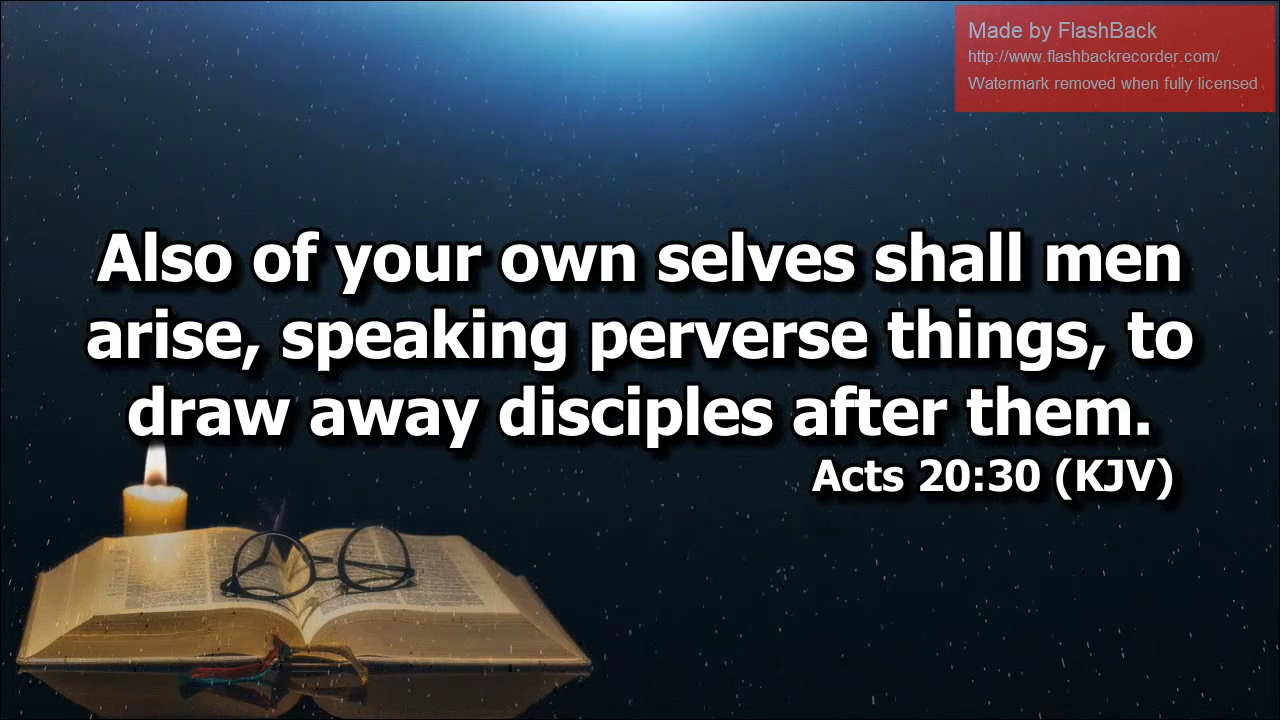 Made by FlashBack
http://www.flashbackrecorder.com/
Watermark removed when fully licensed
Also of your own selves shall men
arise, speaking perverse things, to
draw away disciples after them.
Acts 20:30 (KJV)